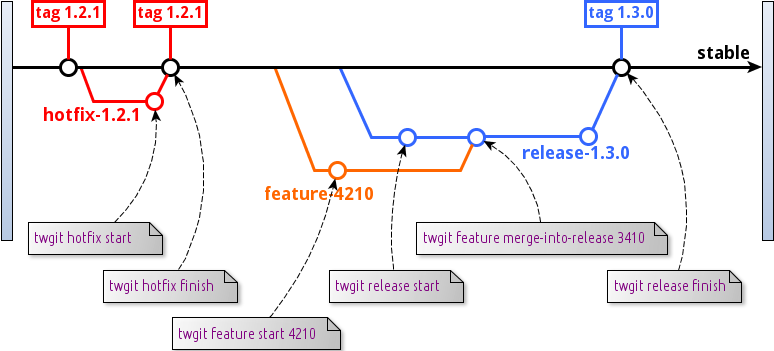 tag 1.2.1
tag 1.2.1
tag 1.3.0
stable
hotfix-1.2.1
release-1.3.0
feature-4210
twgit hotfix start
twgit feature merge-into-release 3410
twgit hotfix finish
twgit release start
twgit release finish
twgit feature start 4210